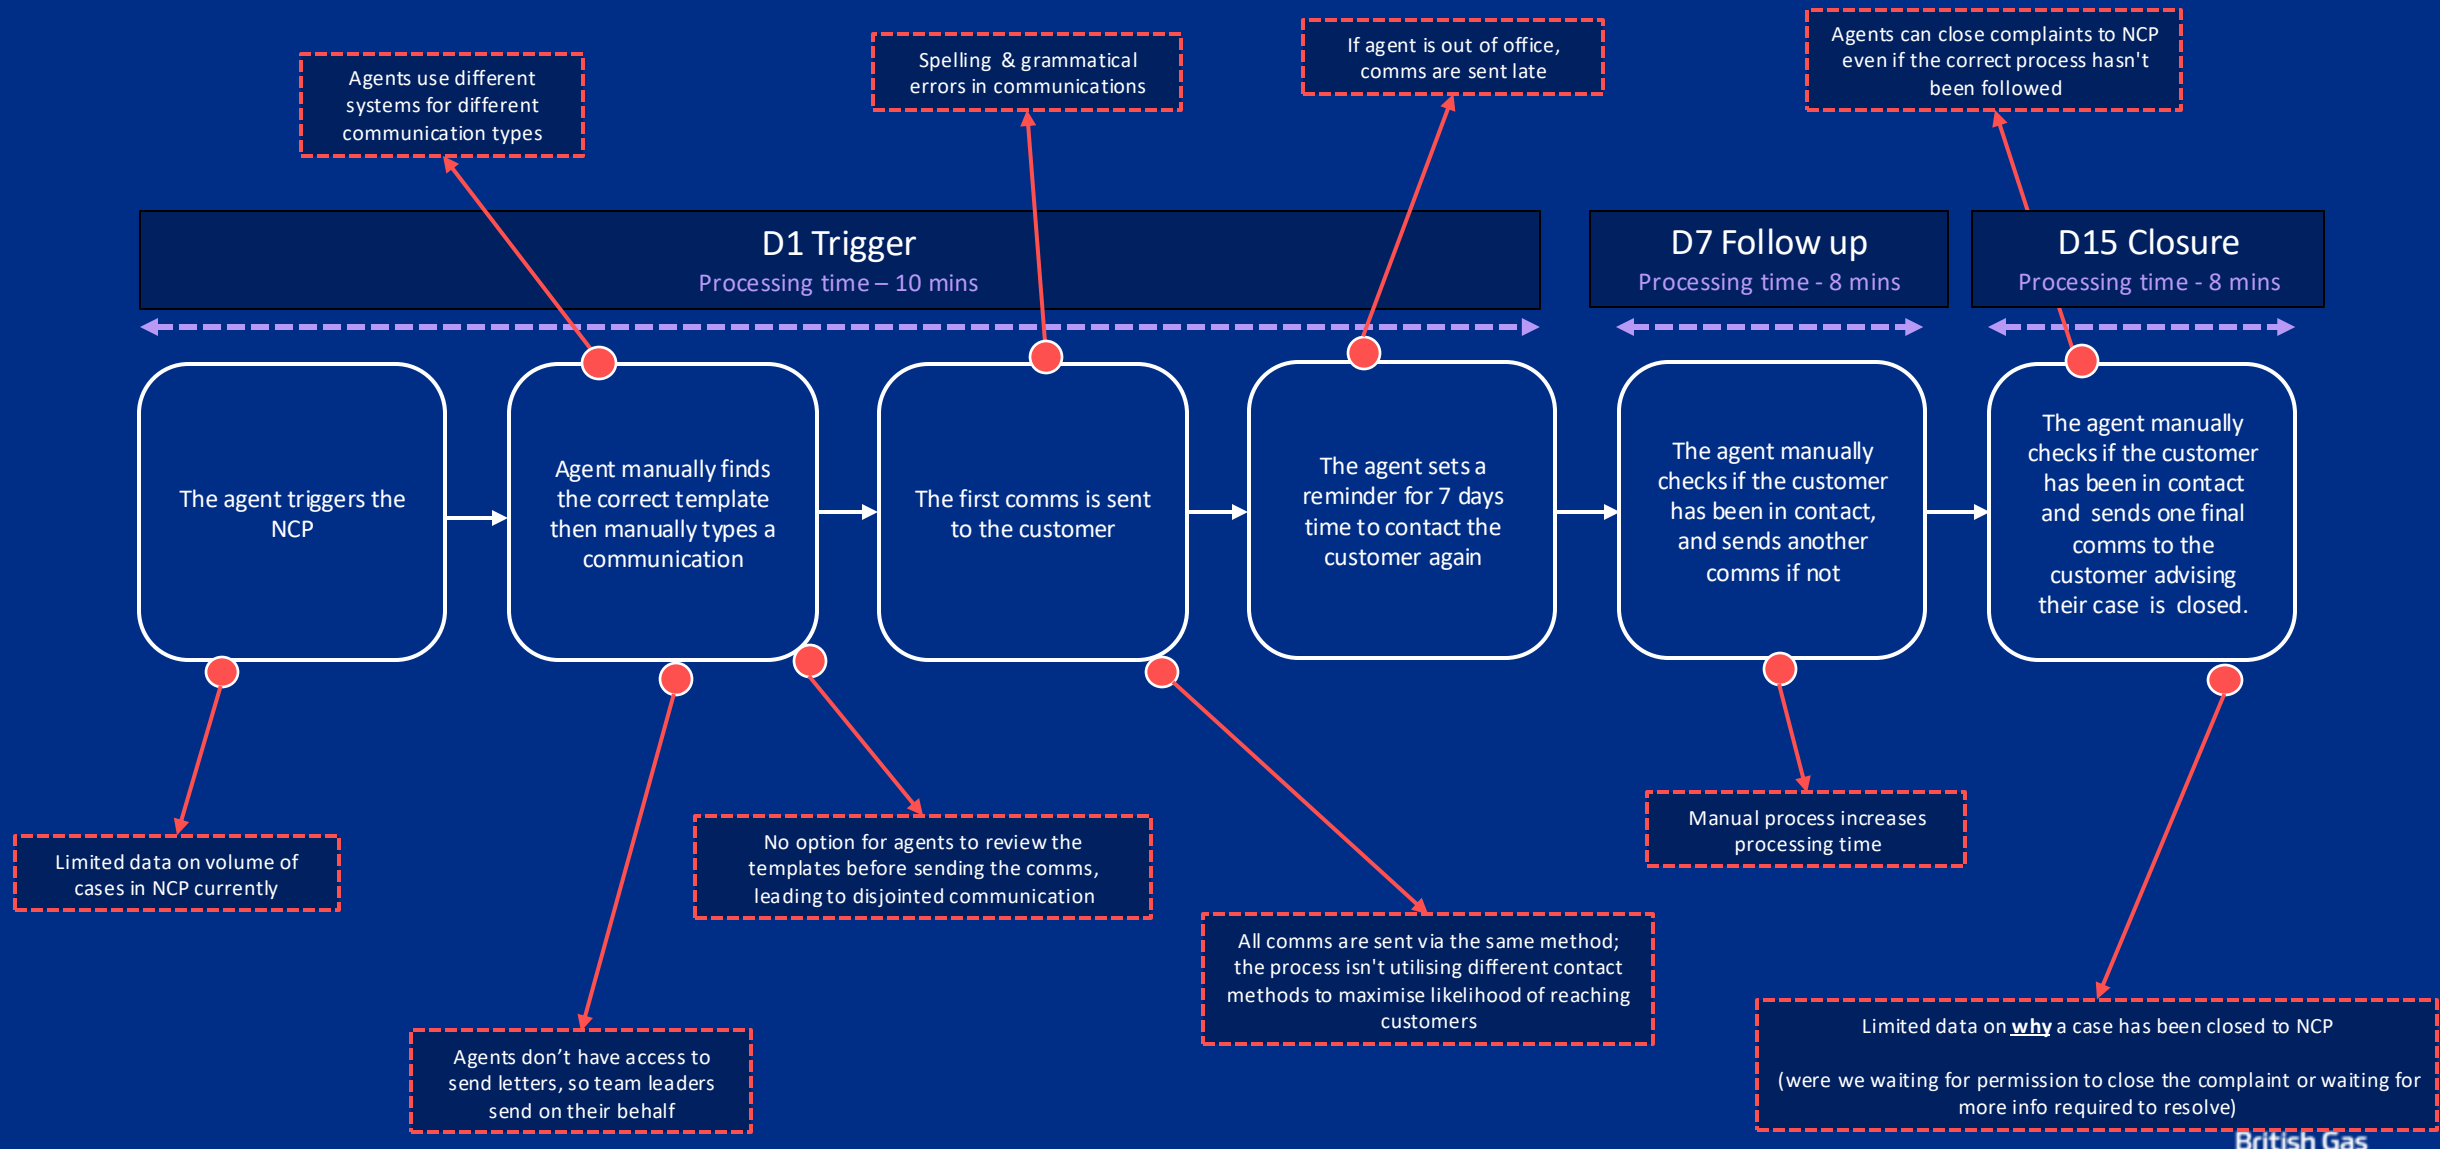 Agents use different
systems for different
communication types
Spelling & grammatical
errors in communications
If agent is out of office,
comms are sent late
Agents can close complaints to NCP
even if the correct process hasn't
been followed
D1 Trigger
Processing time – 10 mins
D7 Follow up
Processing time - 8 mins
D15 Closure
Processing time - 8 mins
The agent triggers the
NCP
Agent manually finds
the correct template
then manually types a
communication
The first comms is sent
to the customer
The agent sets a
reminder for 7 days
time to contact the
customer again
The agent manually
checks if the customer
has been in contact,
and sends another
comms if not
The agent manually
checks if the customer
has been in contact
and sends one final
comms to the
customer advising
their case is closed.
Limited data on volume of
cases in NCP currently
No option for agents to review the
templates before sending the comms,
leading to disjointed communication
Manual process increases
processing time
All comms are sent via the same method;
the process isn't utilising different contact
methods to maximise likelihood of reaching
customers
Agents don’t have access to
send letters, so team leaders
send on their behalf
Limited data on why a case has been closed to NCP
(were we waiting for permission to close the complaint or waiting for
more info required to resolve)
British Gas